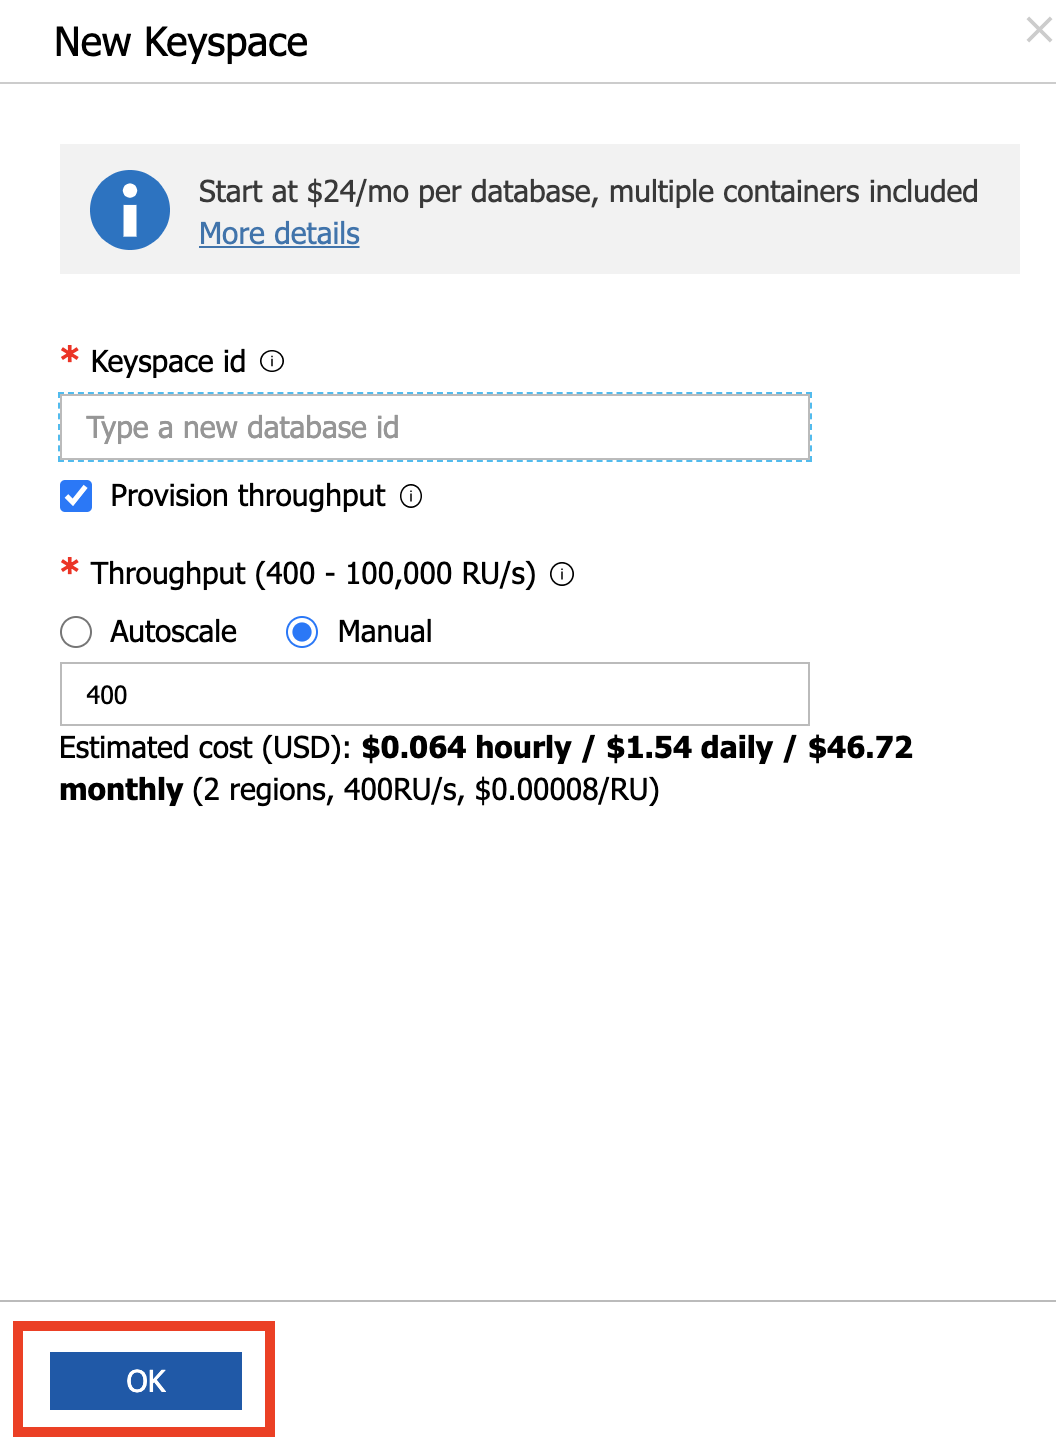 New Keyspace
Start at $24/mo per database, multiple containers included
More details
* Keyspace id
Type a new database id
Provision throughput
* Throughput (400 - 100,000 RU/s)
Autoscale Manual
400
Estimated cost (USD): $0.064 hourly / $1.54 daily / $46.72
monthly (2 regions, 400RU/s, $0.00008/RU)
OK